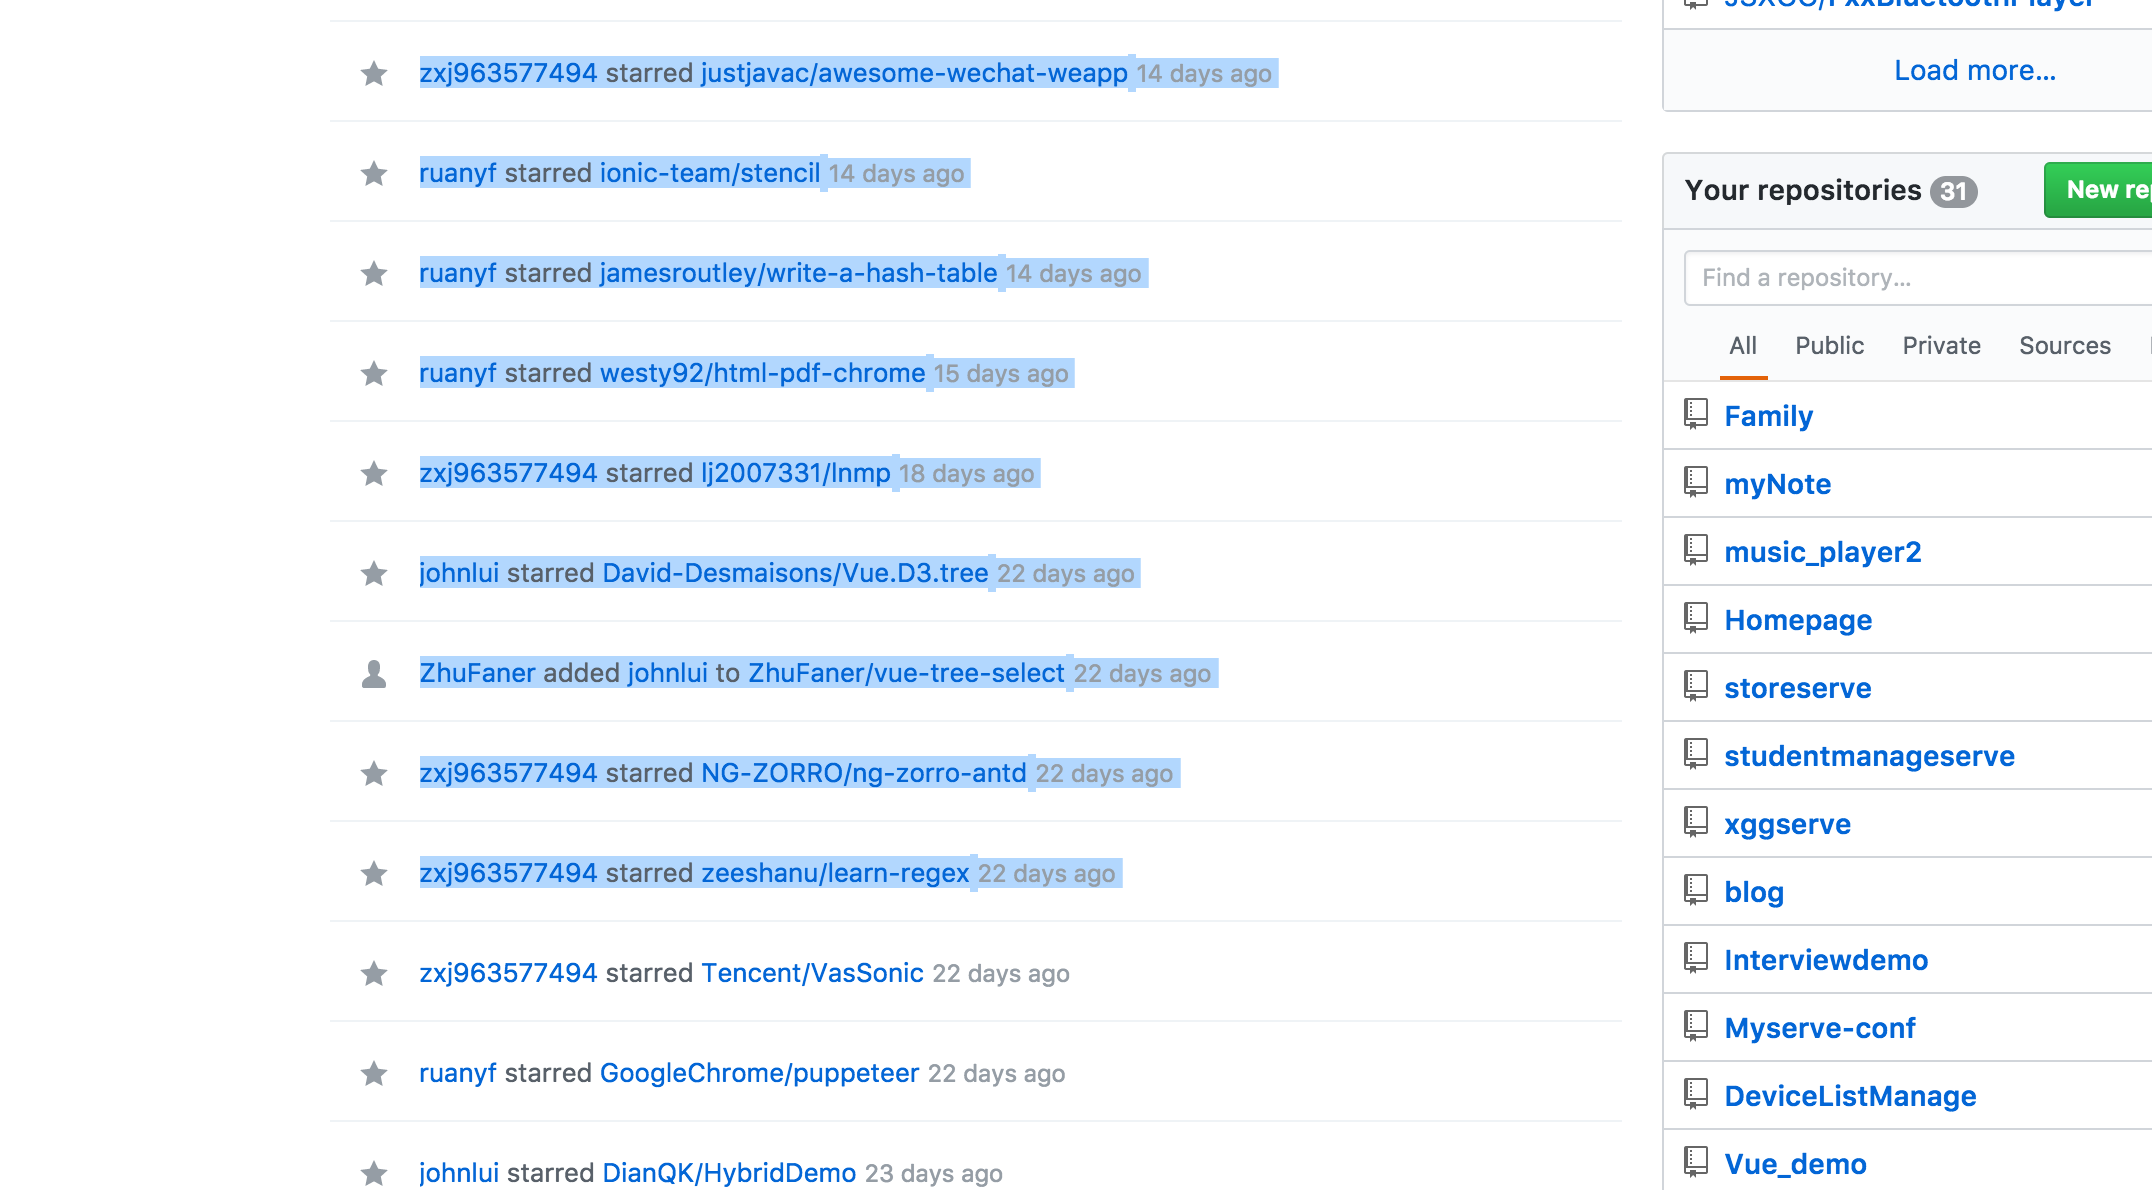 zxj963577494 starred justjavac/awesome-wechat-weapp 14 days ago
ruanyf starred ionic-team/stencil 14 days ago
ruanyf starred jamesroutley/write-a-hash-table 14 days ago
ruanyf starred westy92/html-pdf-chrome 15 days ago
zxj963577494 starred lj2007331/lnmp 18 days ago
johnlui starred David-Desmaisons/Vue.D3.tree 22 days ago
ZhuFaner added johnlui to ZhuFaner/vue-tree-select 22 days ago
zxj963577494 starred NG-ZORRO/ng-zorro-antd 22 days ago
zxj963577494 starred zeeshanu/learn-regex 22 days ago
zxj963577494 starred Tencent/VasSonic 22 days ago
ruanyf starred GoogleChrome/puppeteer 22 days ago
johnlui starred DianQK/HybridDemo 23 days ago
Load more...
Your repositories 31
New
Find a repository...
All Public Private Sources
Family
myNote
music_player2
Homepage
storeserve
studentmanageserve
xggserve
blog
Interviewdemo
Myserve-conf
DeviceListManage
Vue_demo